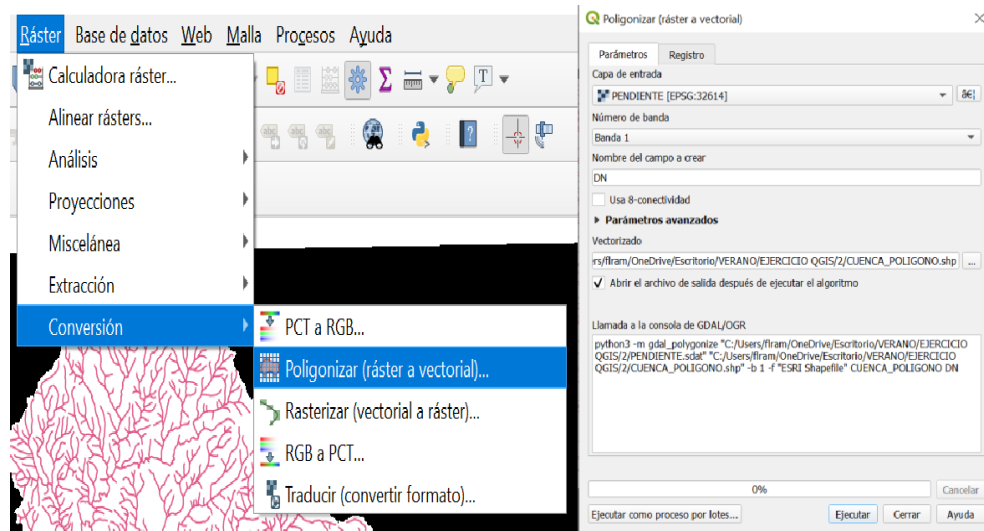 Ráster Base de datos Web Malla Procesos Ayuda
Calculadora ráster...
Alinear rásters...
Análisis
Proyecciones
Miscelánea
Extracción
Conversión
PCT a RGB...
Poligonizar (ráster a vectorial)...
Rasterizar (vectorial a ráster)...
RGB a PCT...
Traducir (convertir formato)...
Poligonizar (ráster a vectorial)
Parámetros Registro
Capa de entrada
PENDIENTE [EPSG:32614]
Número de banda
Banda 1
Nombre del campo a crear
DN
Usa 8-conectividad
Parámetros avanzados
Vectorizado
rs/flram/OneDrive/Escritorio/VERANO/EJERCICIO QGIS/2/CUENCA_POLIGONO.shp ...
Abrir el archivo de salida después de ejecutar el algoritmo
Llamada a la consola de GDAL/OGR
python3 -m gdal_polygonize "C:/Users/flram/OneDrive/Escritorio/VERANO/EJERCICIO
QGIS/2/PENDIENTE.sdat" "C:/Users/flram/OneDrive/Escritorio/VERANO/EJERCICIO
QGIS/2/CUENCA_POLIGONO.shp" -b 1 -f "ESRI Shapefile" CUENCA_POLIGONO DN
0% Cancelar
Ejecutar como proceso por lotes... Ejecutar Cerrar Ayuda